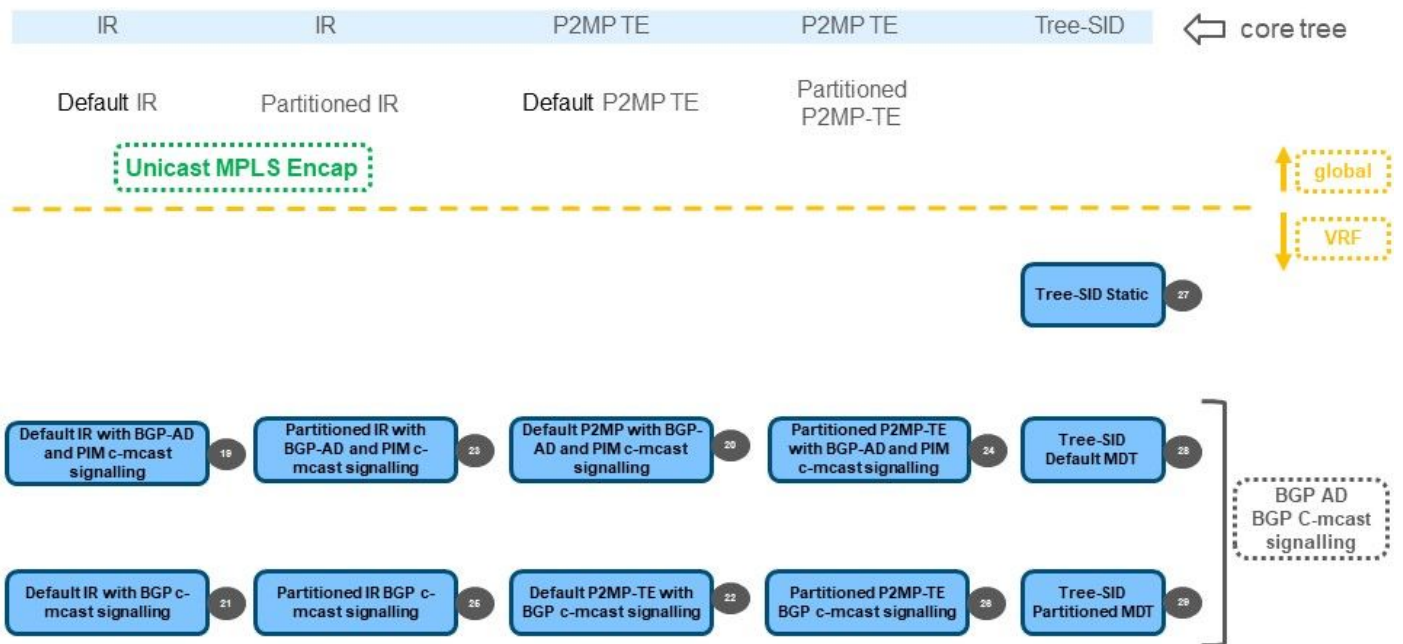 IR IR P2MP TE P2MP TE Tree-SID core tree
Default IR Partitioned IR Default P2MP TE Partitioned
P2MP-TE
Unicast MPLS Encap
global
VRF
Tree-SID Static 27
Default IR with BGP-AD
and PIM c-mcast
signalling
19
Partitioned IR with
BGP-AD and PIM c-
mcast signalling
23
Default P2MP with BGP-
AD and PIM c-mcast
signalling
20
Partitioned P2MP-TE
with BGP-AD and PIM
c-mcast signalling
24
Tree-SID
Default MDT
28
BGP AD
BGP C-mcast
signalling
Default IR with BGP c-
mcast signalling
21
Partitioned IR BGP c-
mcast signalling
25
Default P2MP-TE with
BGP c-mcast signalling
22
Partitioned P2MP-TE
BGP c-mcast signalling
26
Tree-SID
Partitioned MDT
29